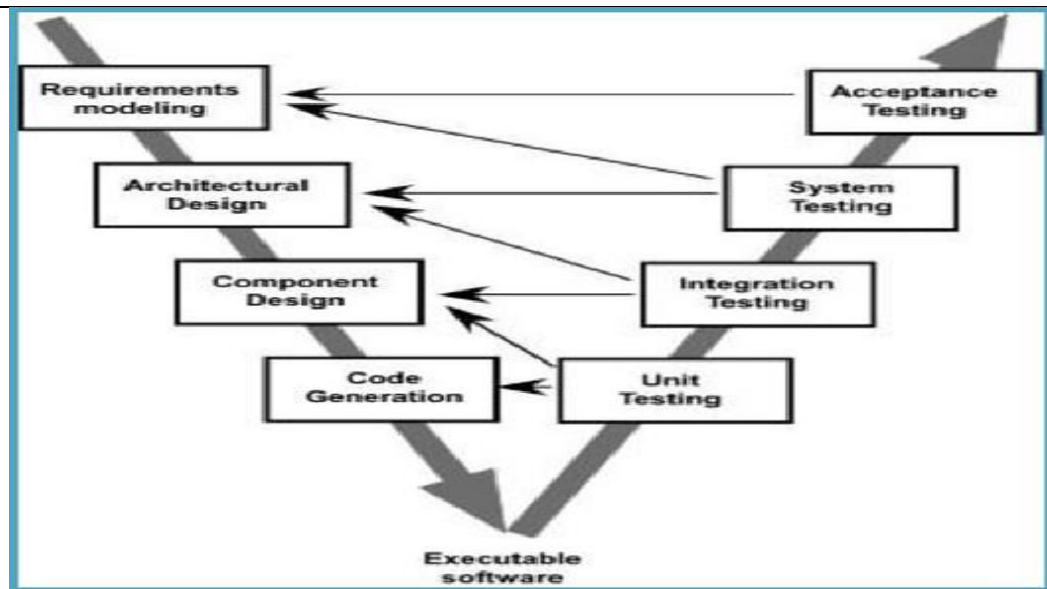 Requirements
modeling
Acceptance
Testing
Architectural
Design
System
Testing
Component
Design
Integration
Testing
Code
Generation
Unit
Testing
Executable
software